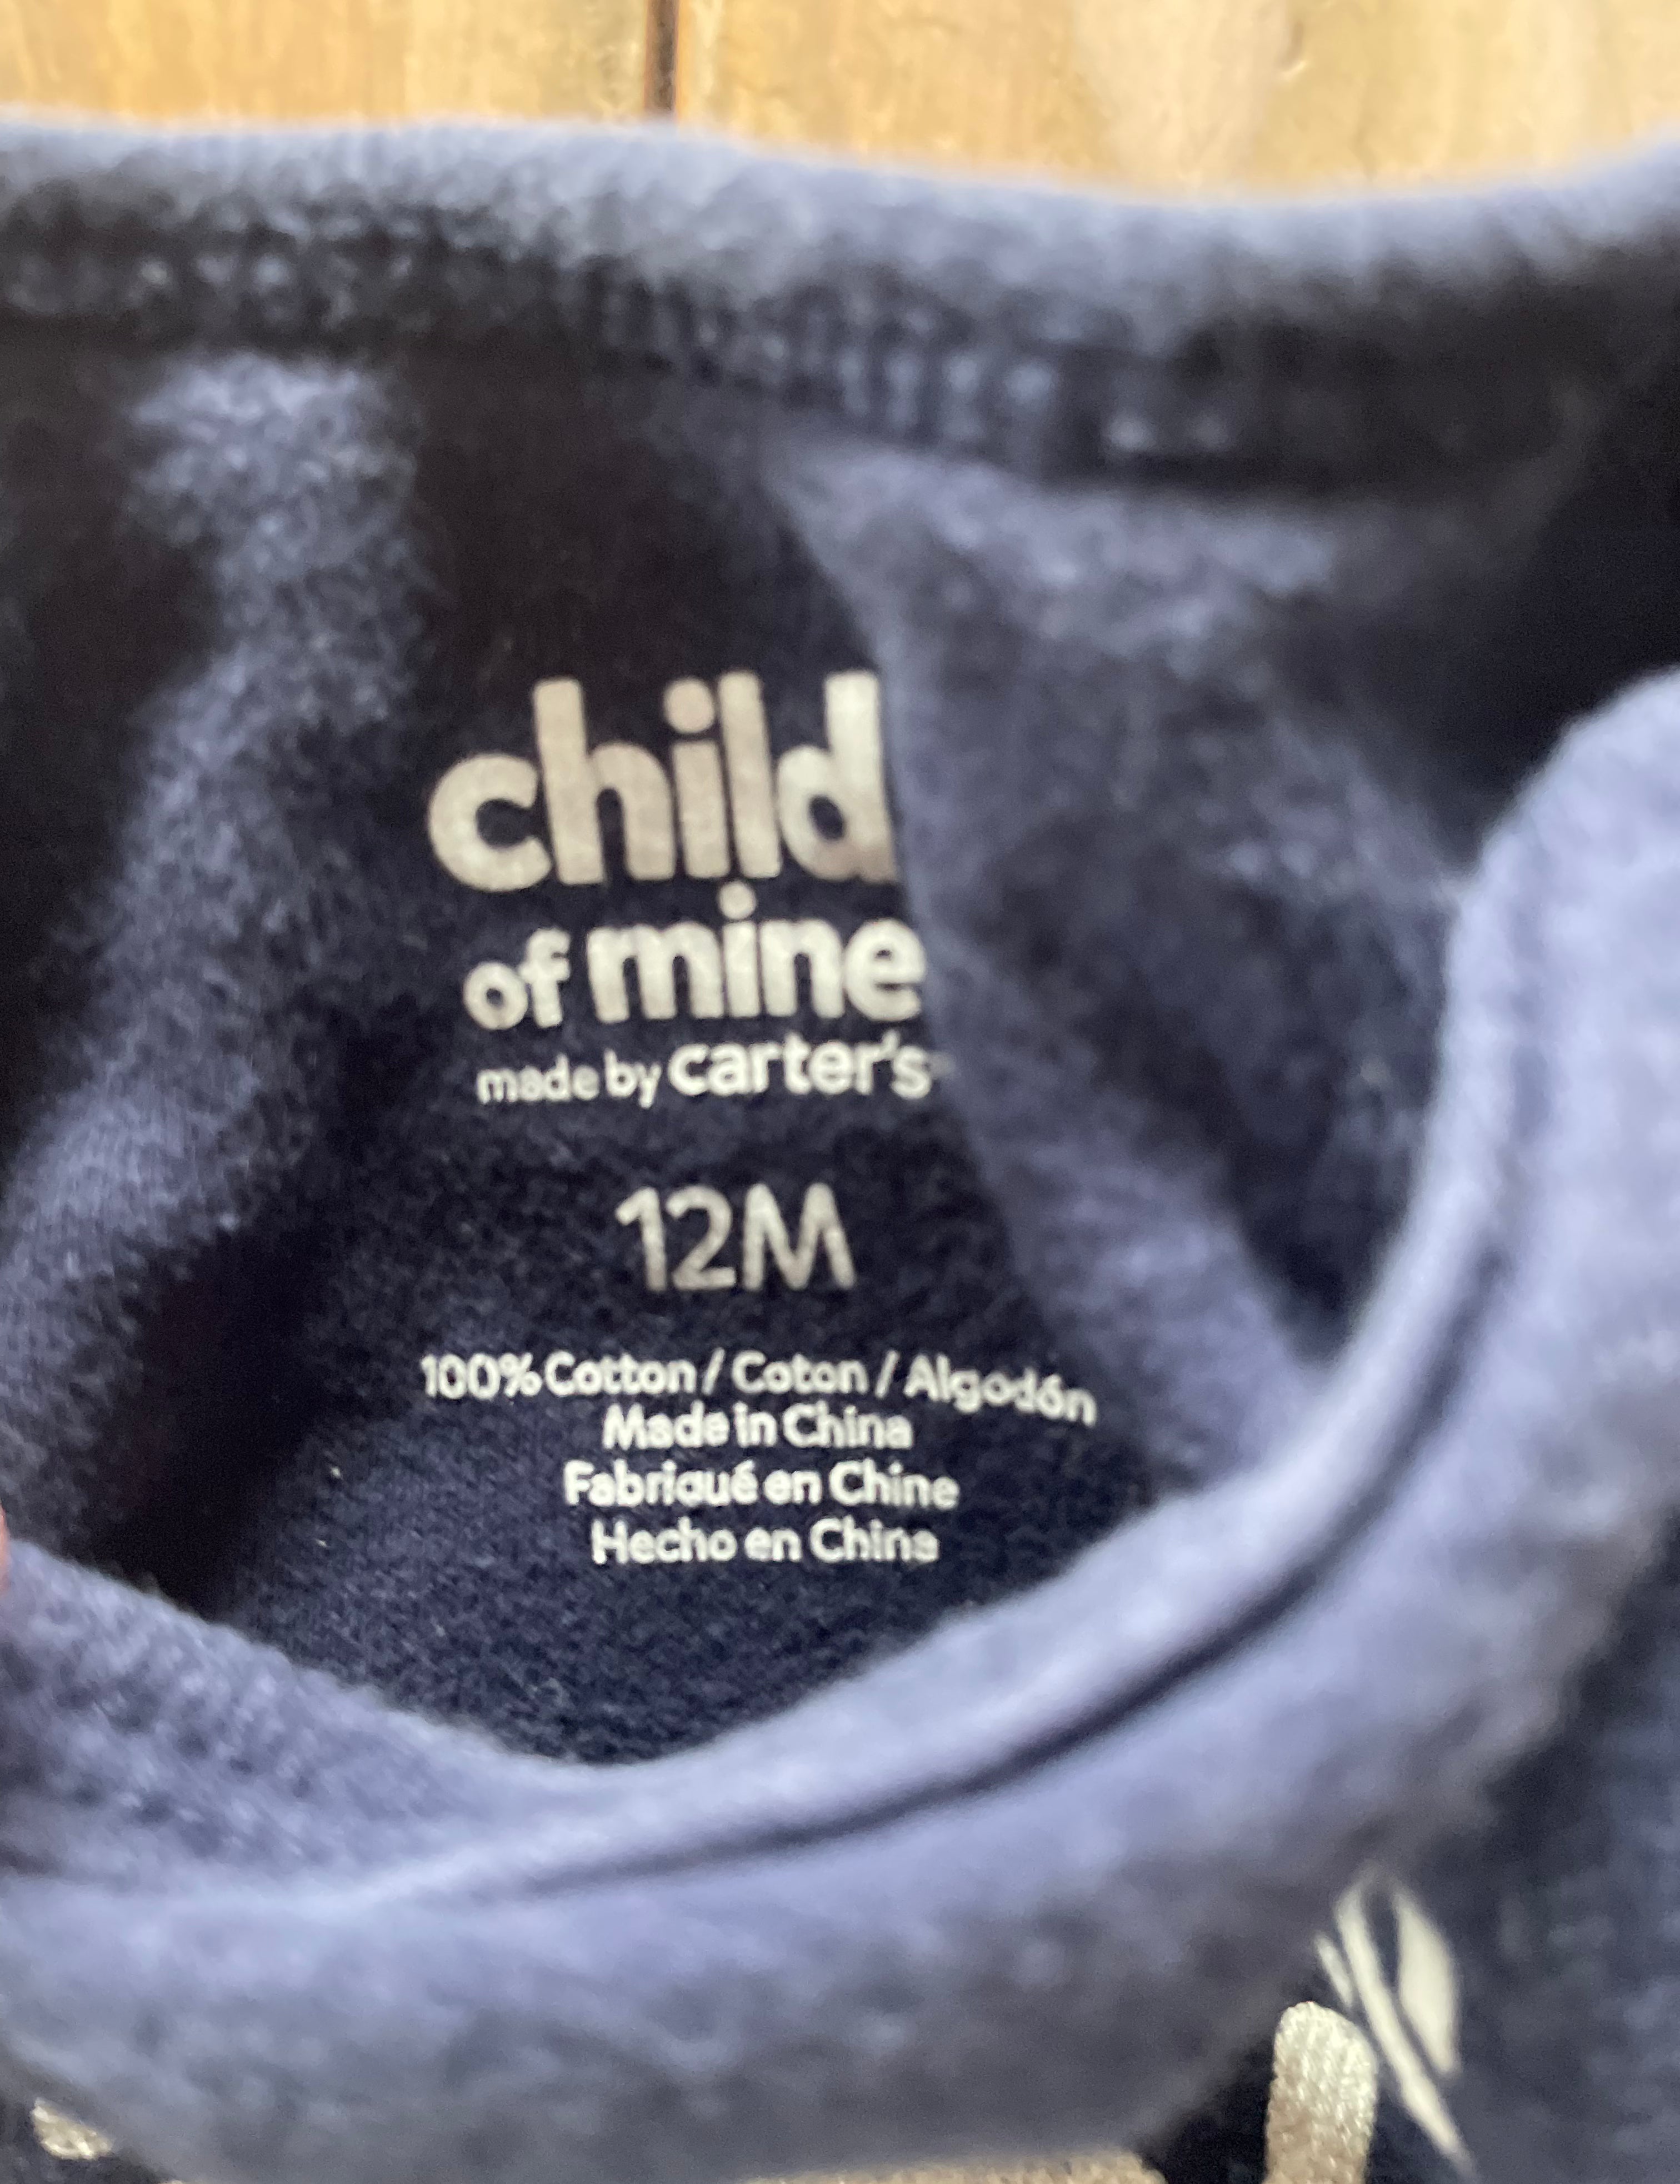 child
of mine
made by carter's
12M
100% Cotton / Coton / Algodón
Made in China
Fabriqué en Chine
Hecho en China